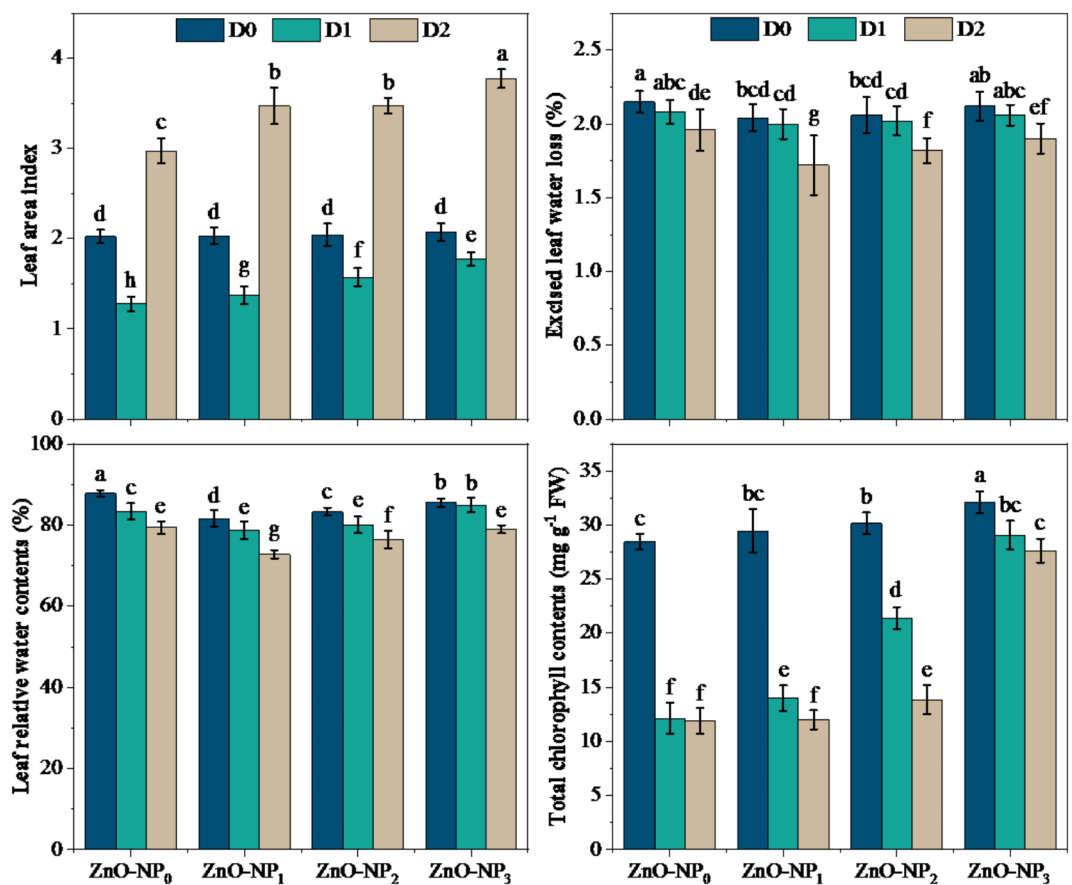 D0 D1 D2
Leaf area index
4
3
2
1
0
d h c
d g b
d f b
d e a
D0 D1 D2
Excised leaf water loss (%)
2.5
2.0
1.5
1.0
0.5
0.0
a abc de
bcd cd g
bcd cd f
ab abc ef
Leaf relative water contents (%)
100
80
60
40
20
0
a c e
d e g
c e f
b b e
ZnO-NP₀ ZnO-NP₁ ZnO-NP₂ ZnO-NP₃
Total chlorophyll contents (mg g⁻¹ FW)
35
30
25
20
15
10
5
0
c f f
bc e f
b d e
a bc c
ZnO-NP₀ ZnO-NP₁ ZnO-NP₂ ZnO-NP₃